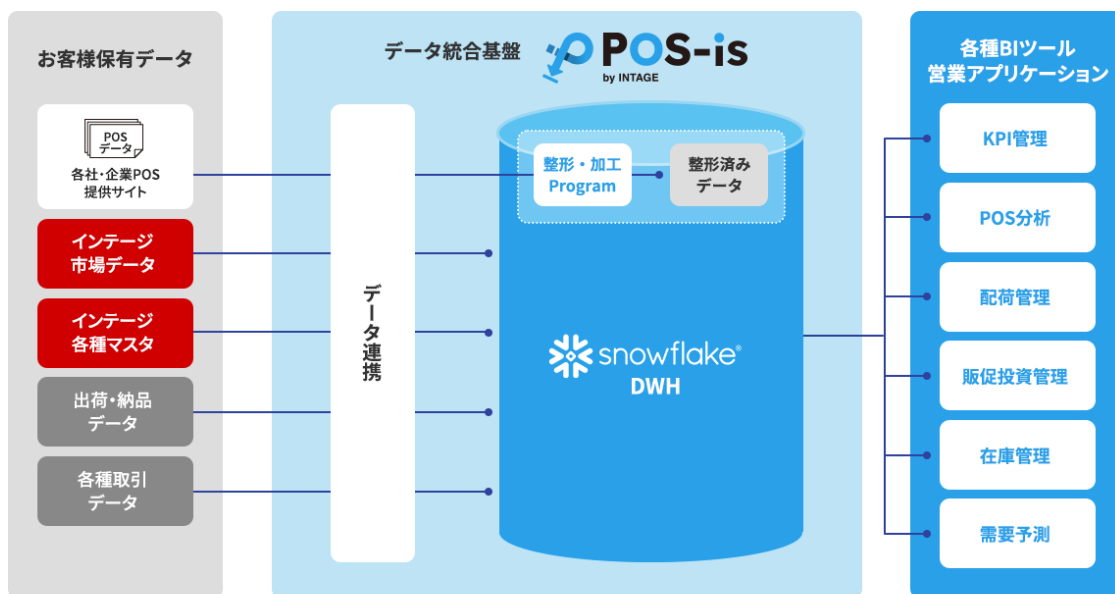 お客様保有データ
POS
データ
各社・企業POS
提供サイト
インテージ
市場データ
インテージ
各種マスタ
出荷・納品
データ
各種取引
データ
データ統合基盤
POS-is
by INTAGE
データ連携
整形・加工
Program
整形済み
データ
snowflake®
DWH
各種BIツール
営業アプリケーション
KPI管理
POS分析
配荷管理
販促投資管理
在庫管理
需要予測